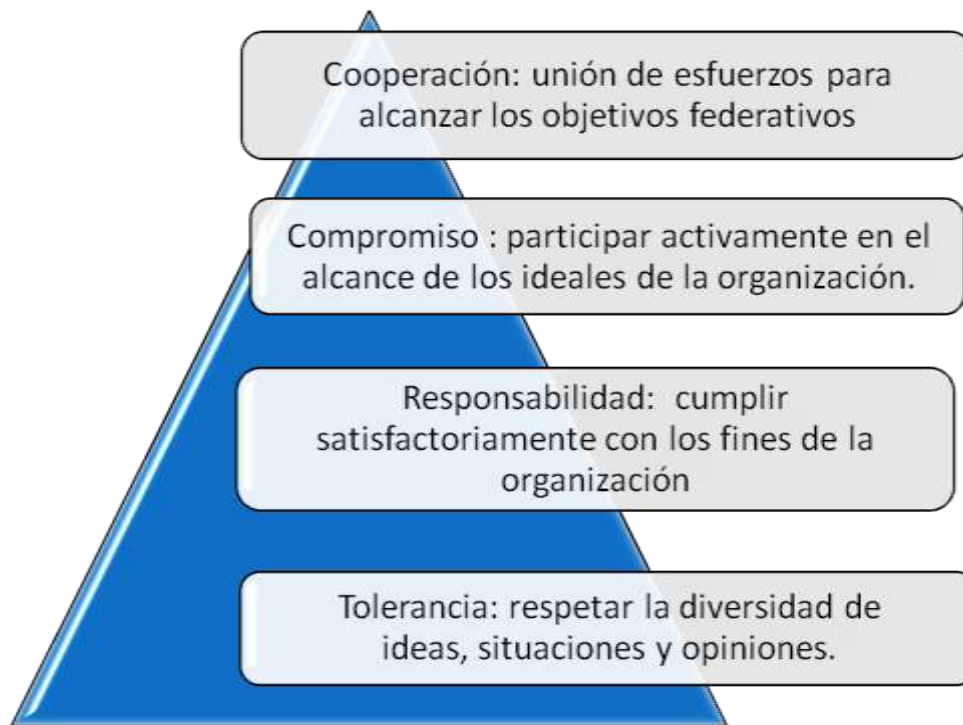 Cooperación: unión de esfuerzos para
alcanzar los objetivos federativos
Compromiso : participar activamente en el
alcance de los ideales de la organización.
Responsabilidad:  cumplir
satisfactoriamente con los fines de la
organización
Tolerancia: respetar la diversidad de
ideas, situaciones y opiniones.